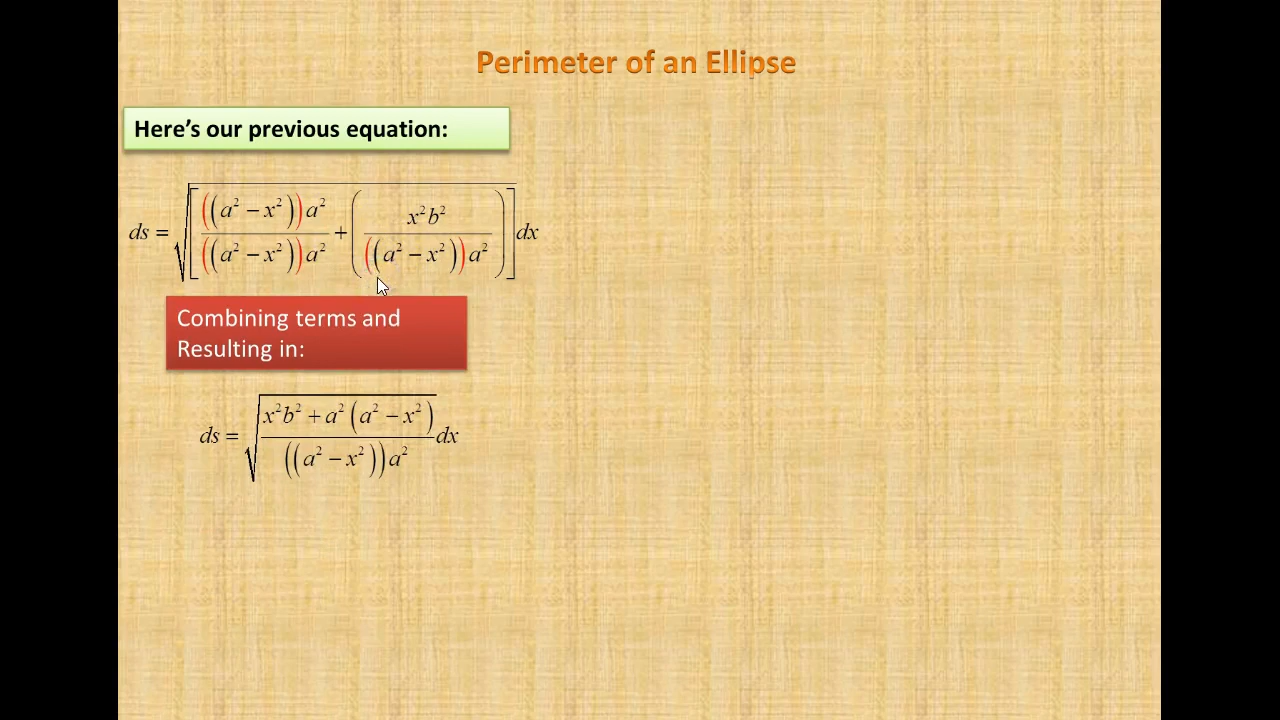 Perimeter of an Ellipse
Here's our previous equation:
ds = √[((a² − x²))a² / ((a² − x²))a² + (x²b² / ((a² − x²))a²)] dx
Combining terms and
Resulting in:
ds = √(x²b² + a²(a² − x²) / ((a² − x²))a²) dx